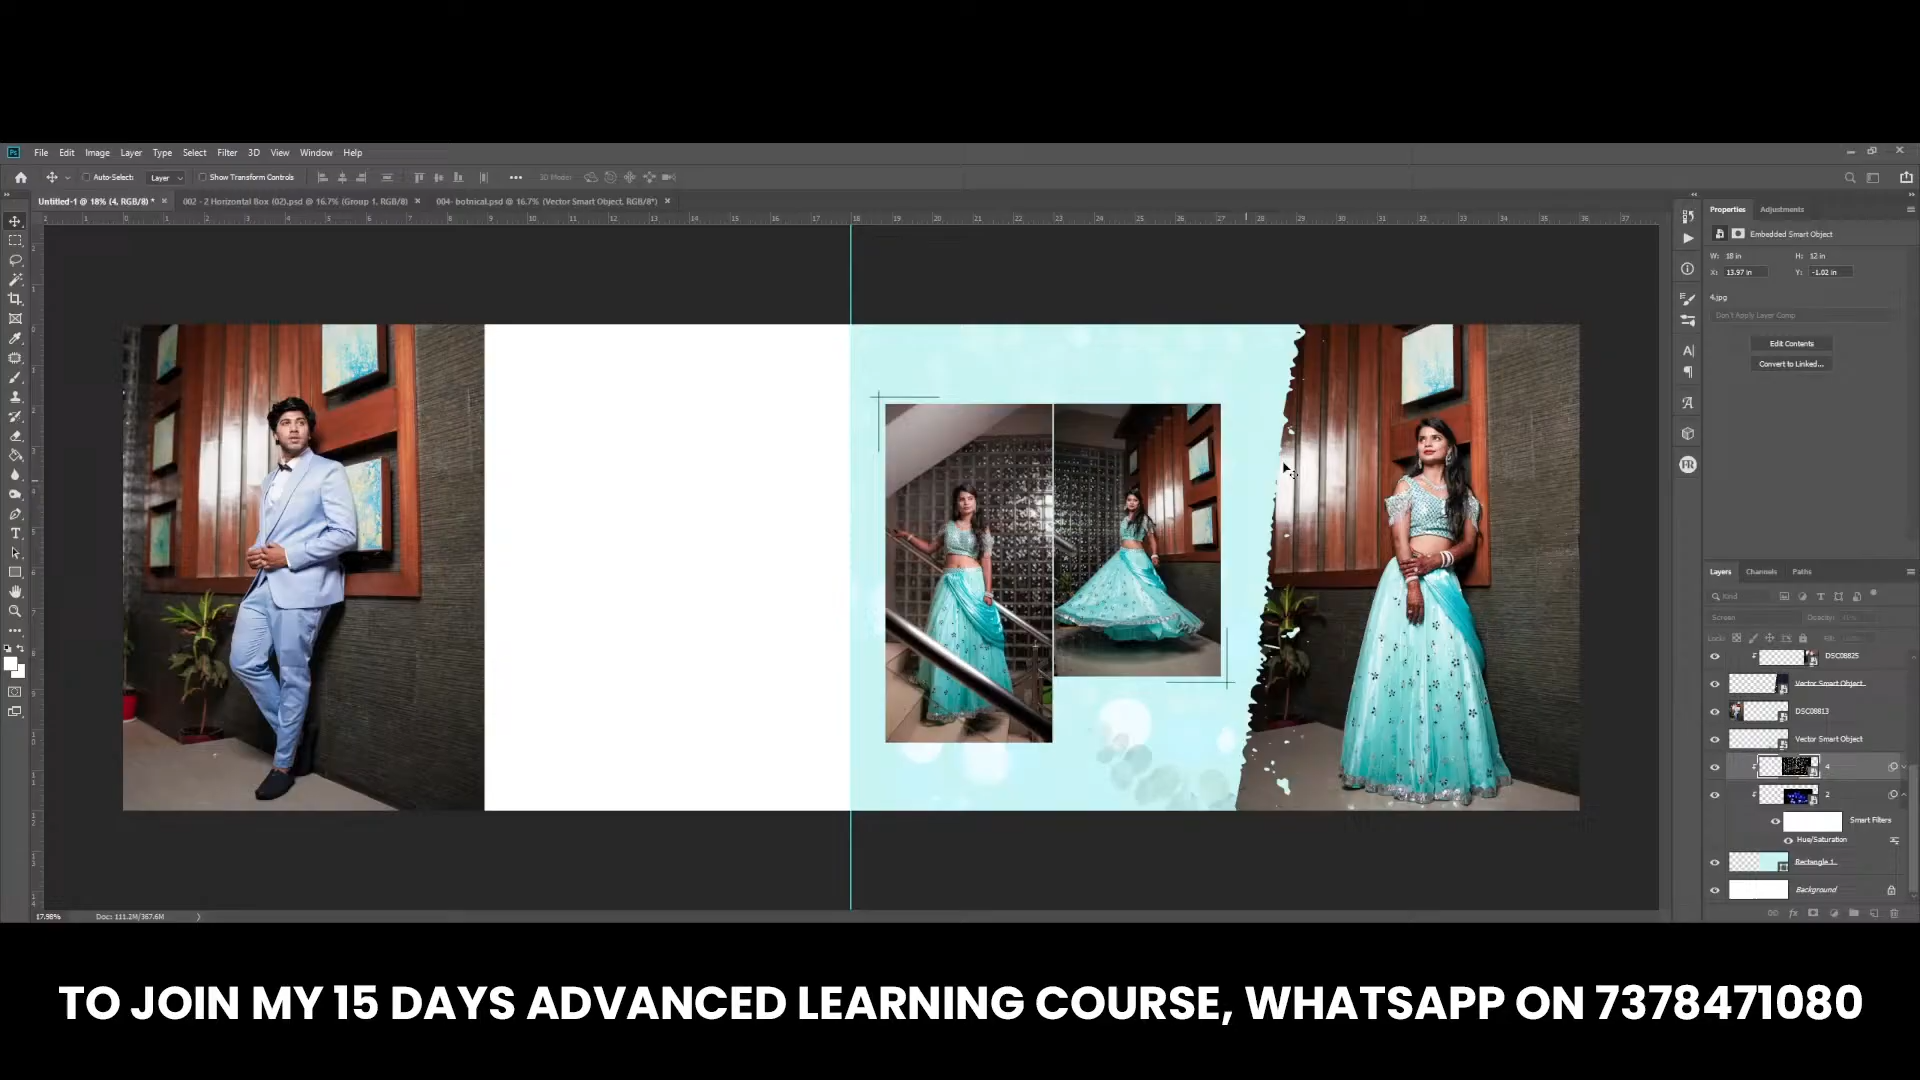 Ps File Edit Image Layer Type Select Filter 3D View Window Help
Auto-Select: Layer Show Transform Controls 3D Mode:
Untitled-1 @ 18% (4, RGB/8) * 002 - 2 Horizontal Box (02).psd @ 16.7% (Group 1, RGB/8) 004- botnical.psd @ 16.7% (Vector Smart Object, RGB/8*)
Properties Adjustments
Embedded Smart Object
W: 18 in H: 12 in
X: 13.97 in Y: -1.02 in
4.jpg
Don't Apply Layer Comp
Edit Contents
Convert to Linked...
Layers Channels Paths
Kind
Screen Opacity:
Lock: Fill:
DSC08825
Vector Smart Object
DSC08813
Vector Smart Object
4
2
Smart Filters
Hue/Saturation
Rectangle 1
Background
17.98% Doc: 111.2M/367.6M
TO JOIN MY 15 DAYS ADVANCED LEARNING COURSE, WHATSAPP ON 7378471080